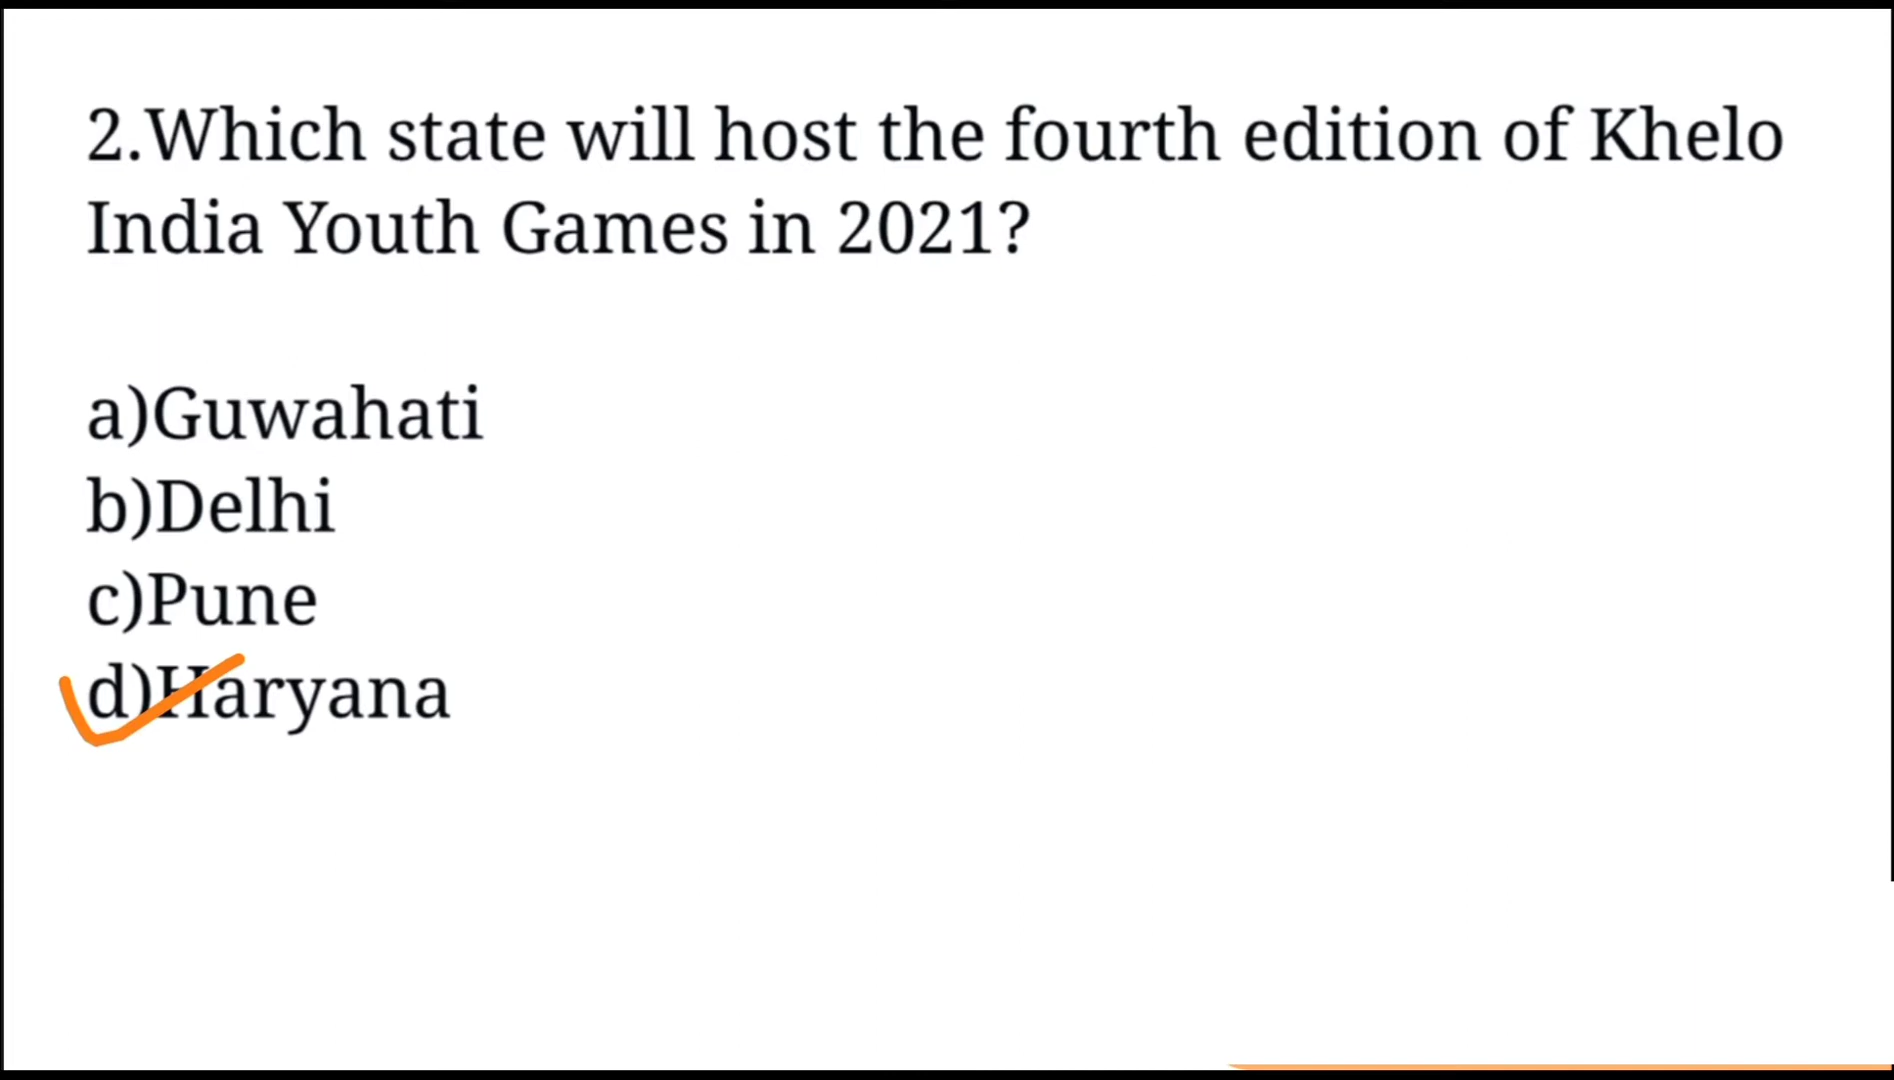 2.Which state will host the fourth edition of Khelo
India Youth Games in 2021?
a)Guwahati
b)Delhi
c)Pune
d)Haryana